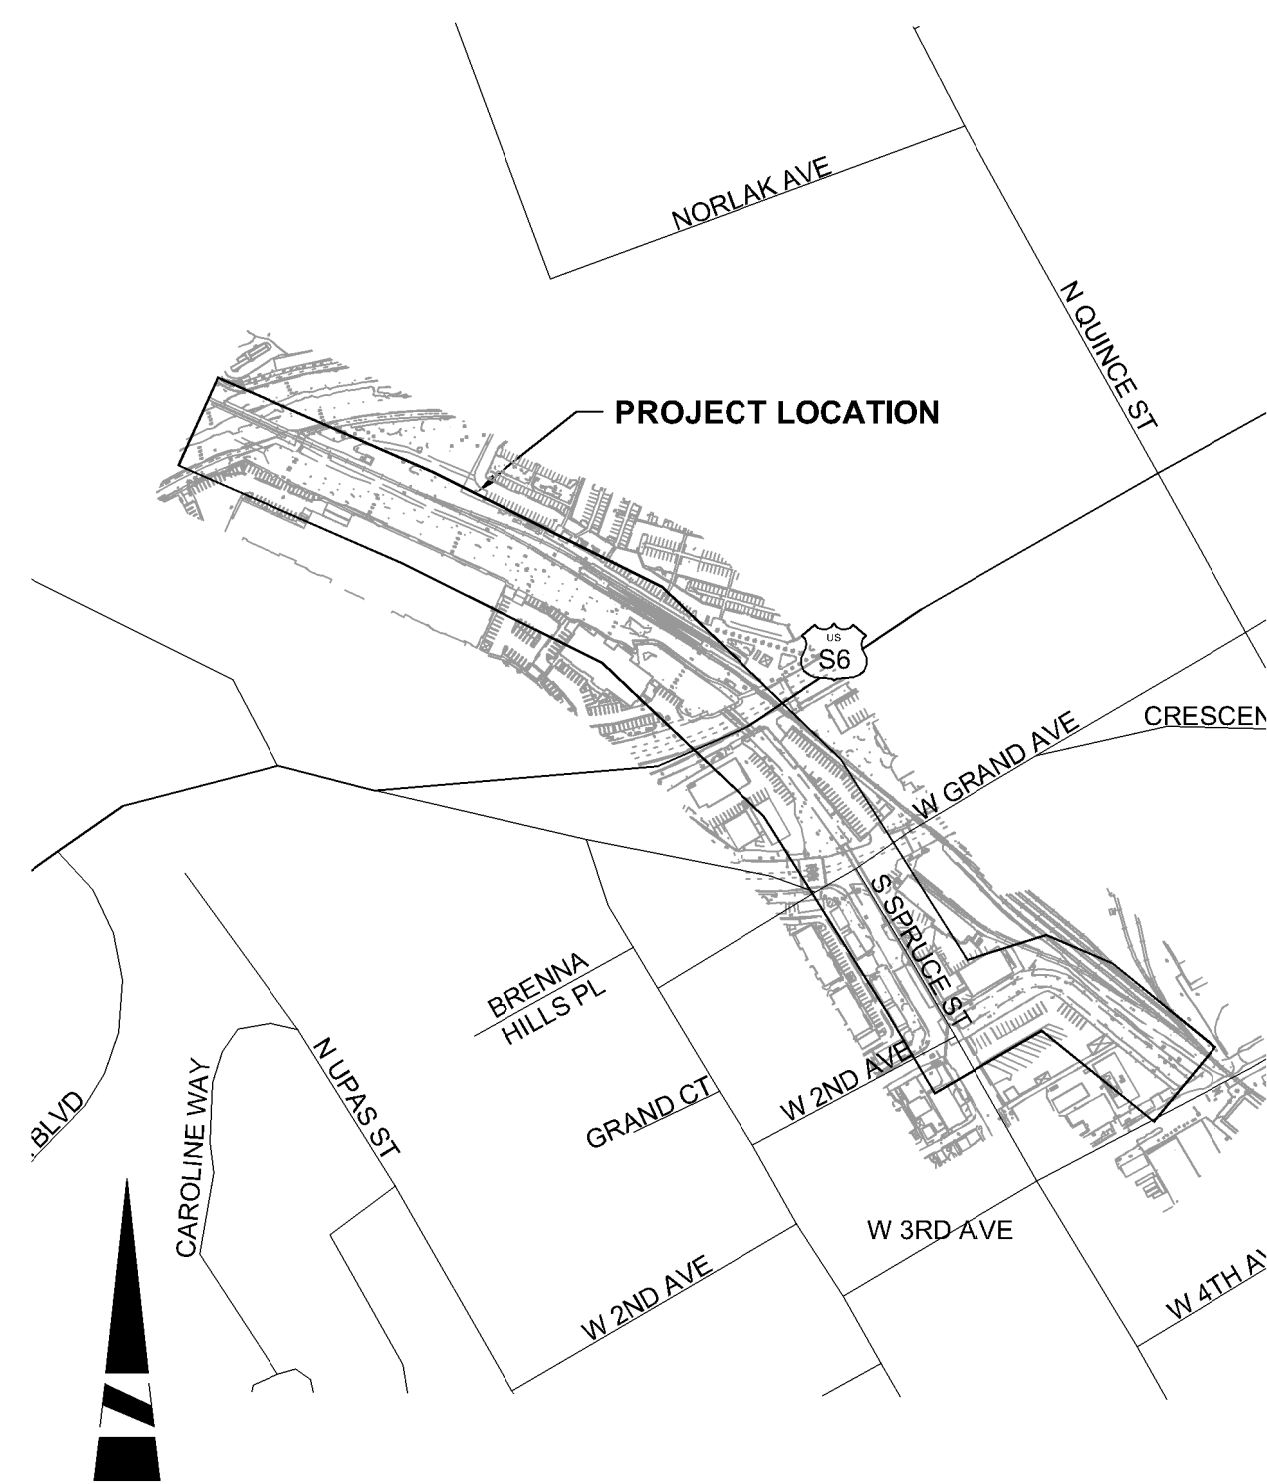 NORLAK AVE
N QUINCE ST
PROJECT LOCATION
US
S6
CRESCEN
W GRAND AVE
S SPRUCE ST
BRENNA
HILLS PL
N UPAS ST
W 2ND AVE
GRAND CT
CAROLINE WAY
BLVD
W 3RD AVE
W 2ND AVE
W 4TH AV